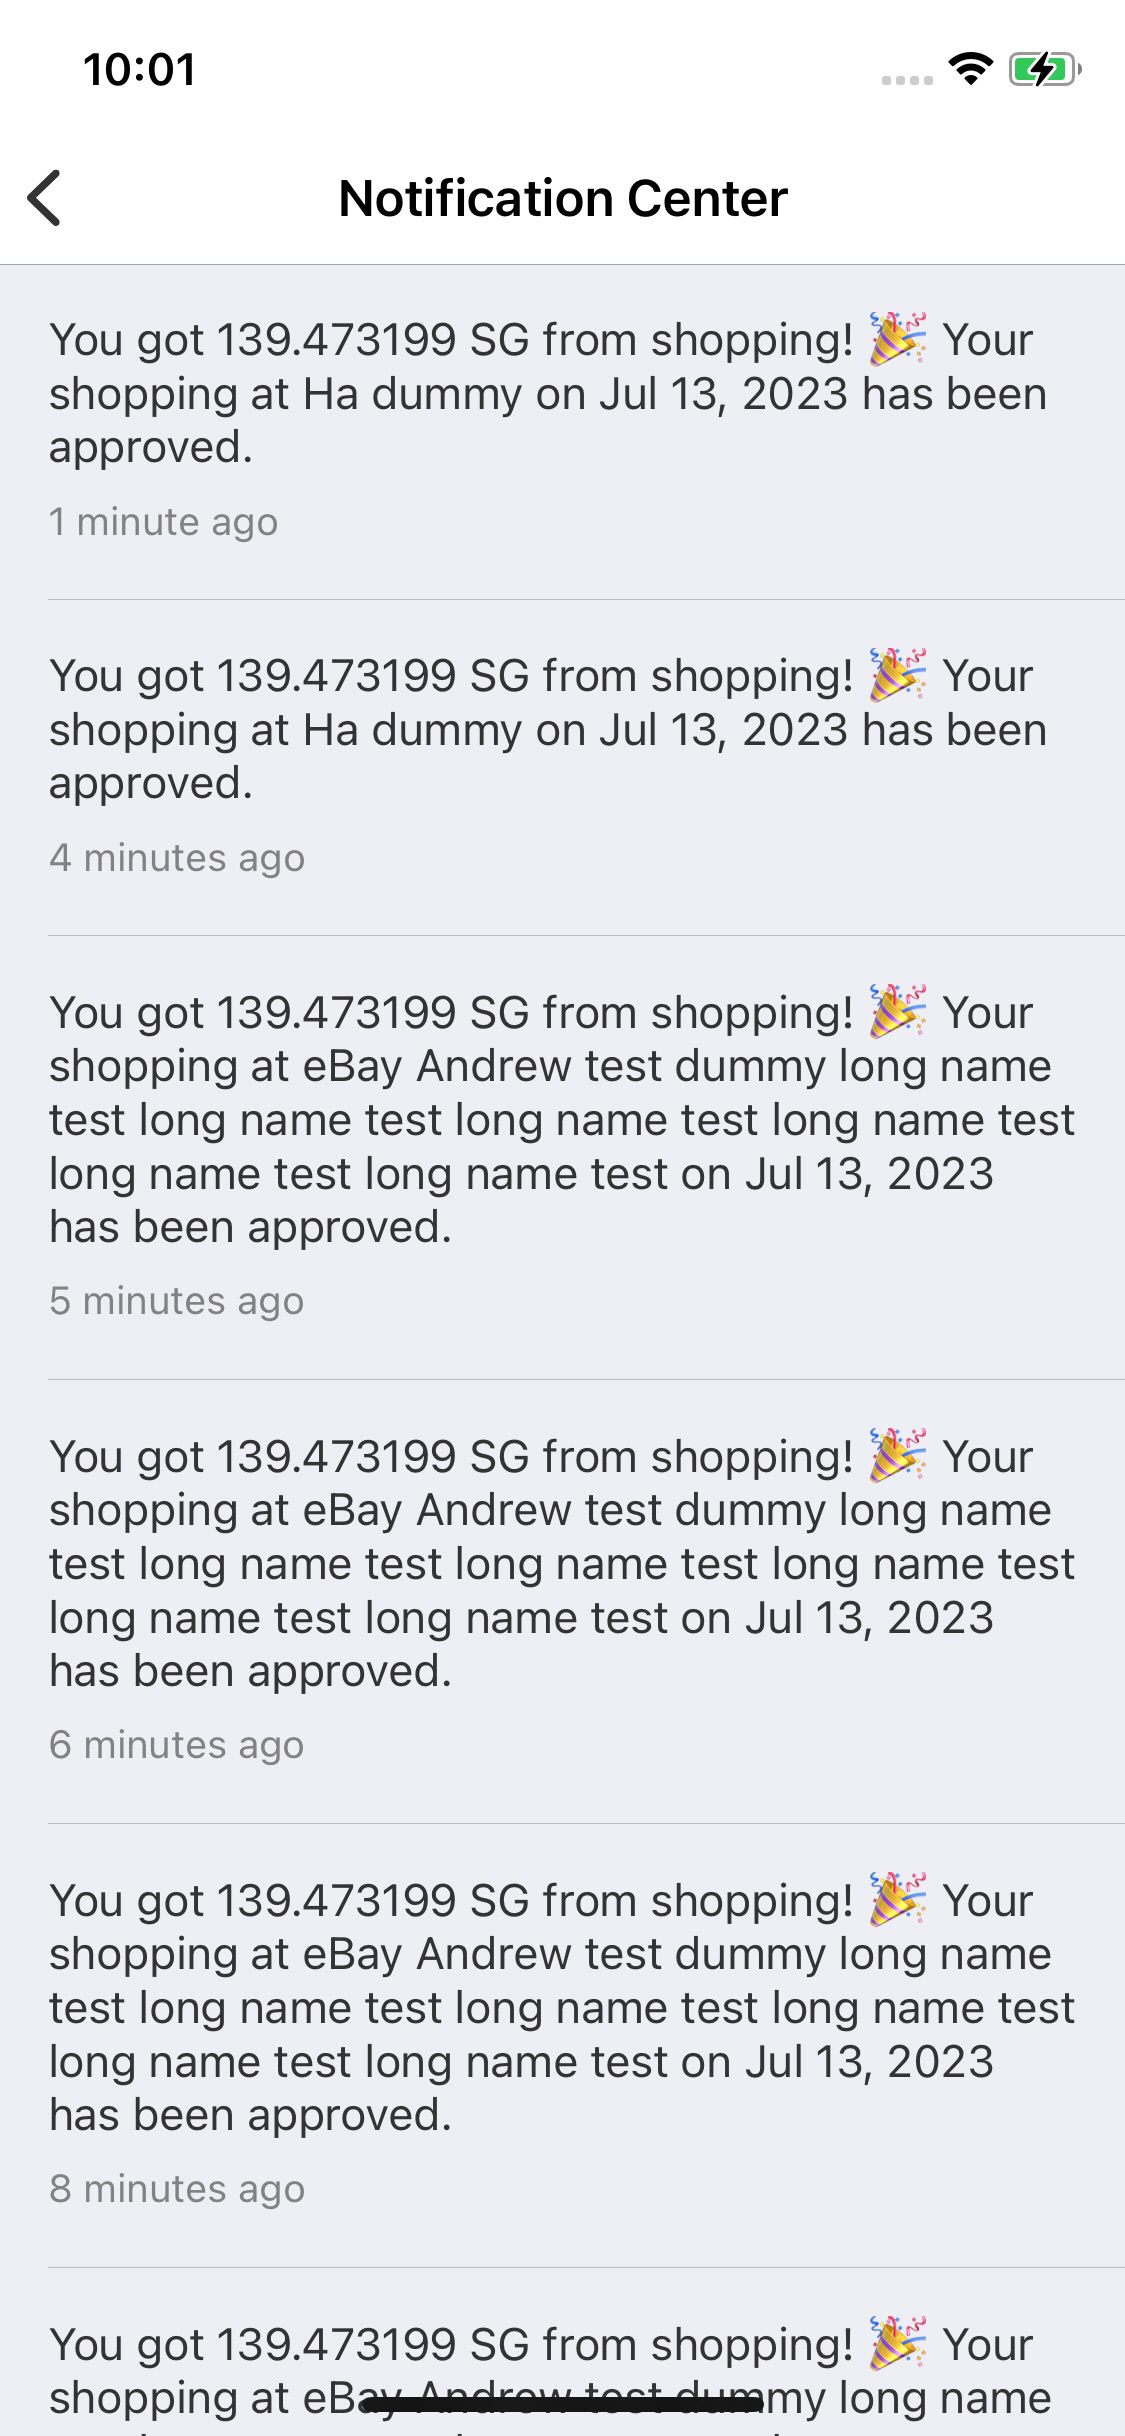 10:01
Notification Center
You got 139.473199 SG from shopping! 🎉 Your
shopping at Ha dummy on Jul 13, 2023 has been
approved.
1 minute ago
You got 139.473199 SG from shopping! 🎉 Your
shopping at Ha dummy on Jul 13, 2023 has been
approved.
4 minutes ago
You got 139.473199 SG from shopping! 🎉 Your
shopping at eBay Andrew test dummy long name
test long name test long name test long name test
long name test long name test on Jul 13, 2023
has been approved.
5 minutes ago
You got 139.473199 SG from shopping! 🎉 Your
shopping at eBay Andrew test dummy long name
test long name test long name test long name test
long name test long name test on Jul 13, 2023
has been approved.
6 minutes ago
You got 139.473199 SG from shopping! 🎉 Your
shopping at eBay Andrew test dummy long name
test long name test long name test long name test
long name test long name test on Jul 13, 2023
has been approved.
8 minutes ago
You got 139.473199 SG from shopping! 🎉 Your
shopping at eBay Andrew test dummy long name